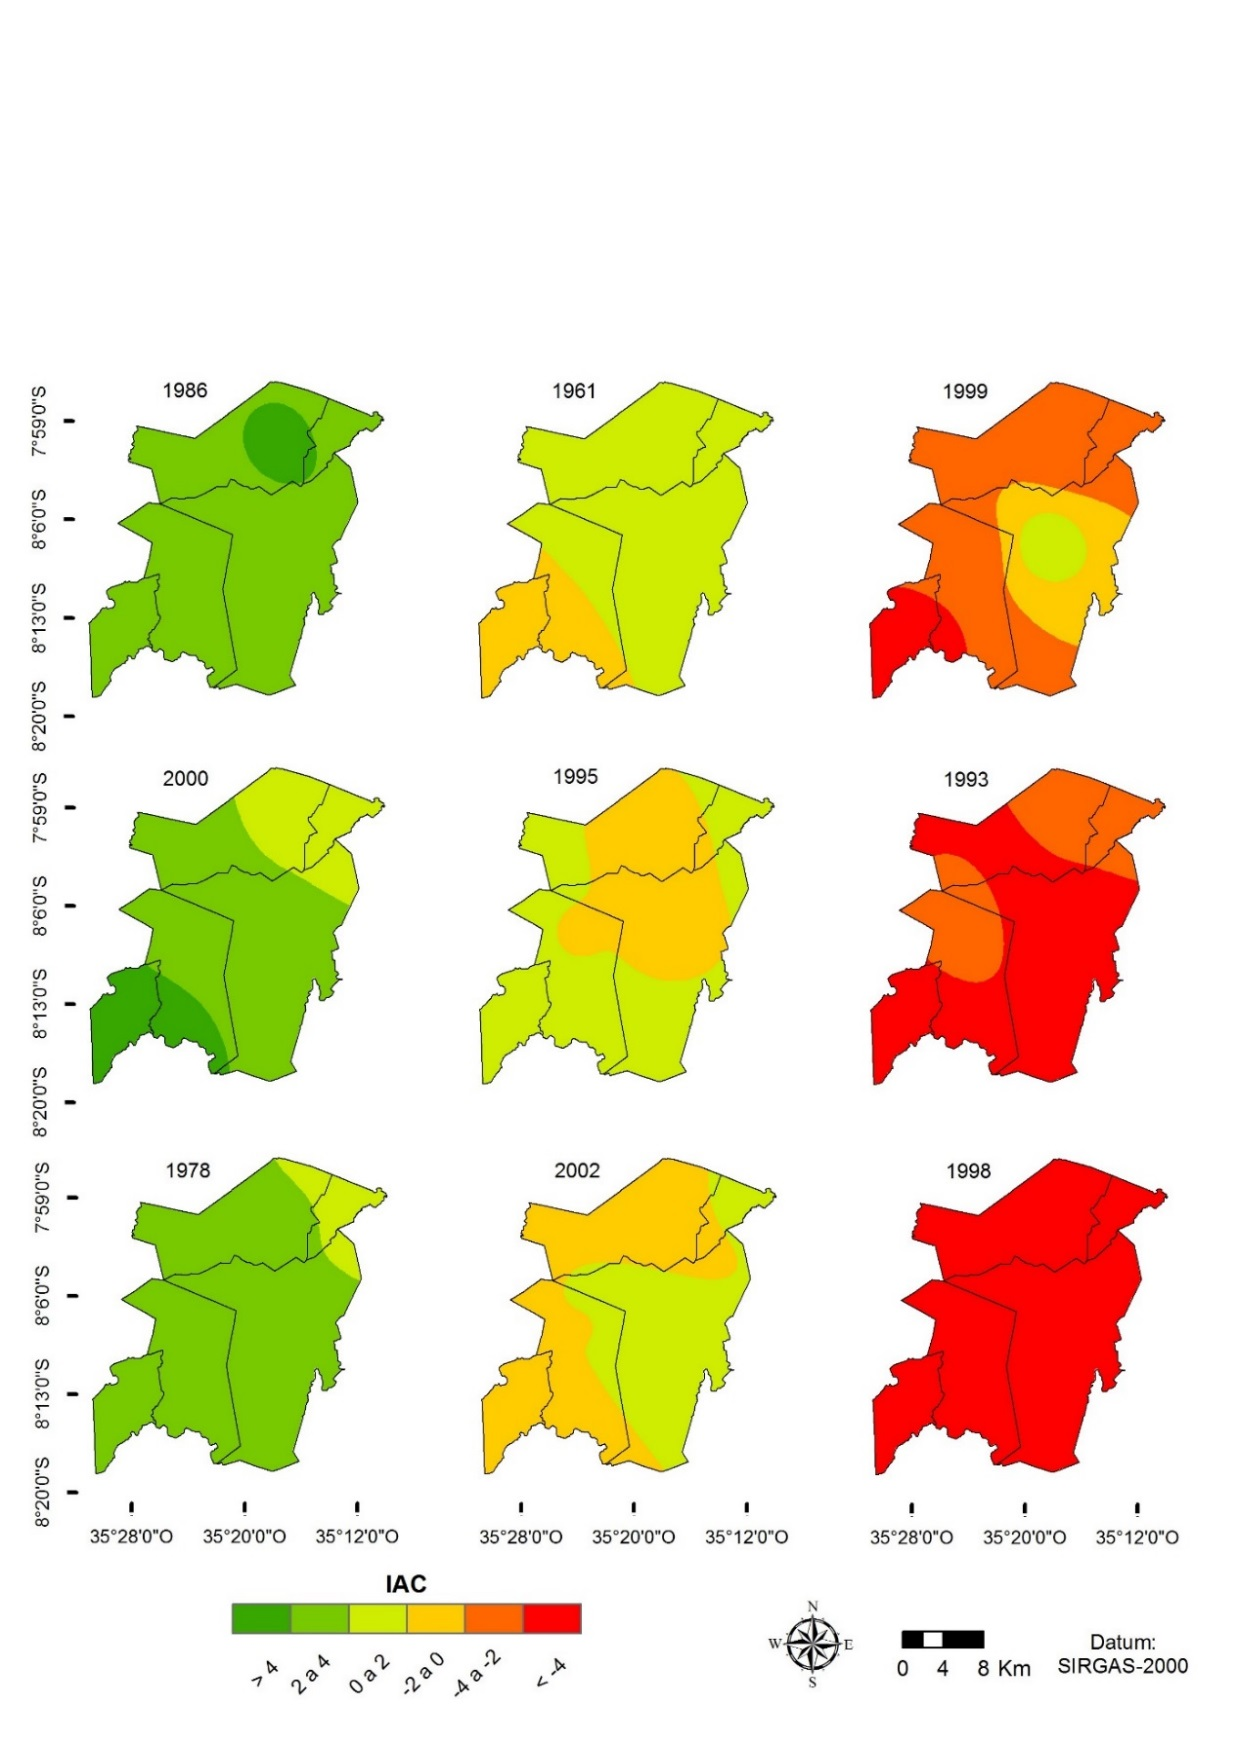 1986
1961
1999
7°59'0"S
8°6'0"S
8°13'0"S
8°20'0"S
2000
1995
1993
7°59'0"S
8°6'0"S
8°13'0"S
8°20'0"S
1978
2002
1998
7°59'0"S
8°6'0"S
8°13'0"S
8°20'0"S
35°28'0"O 35°20'0"O 35°12'0"O
35°28'0"O 35°20'0"O 35°12'0"O
35°28'0"O 35°20'0"O 35°12'0"O
IAC
> 4
2 a 4
0 a 2
-2 a 0
-4 a -2
< -4
N
W E
S
0 4 8 Km
Datum:
SIRGAS-2000